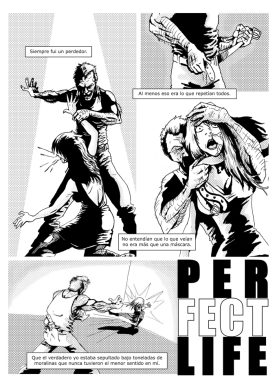 Siempre fui un perdedor.
Al menos eso era lo que repetían todos.
No entendían que lo que veían
no era más que una máscara.
Que el verdadero yo estaba sepultado bajo toneladas de
moralinas que nunca tuvieron el menor sentido en mí.
PER
FECT
LIFE